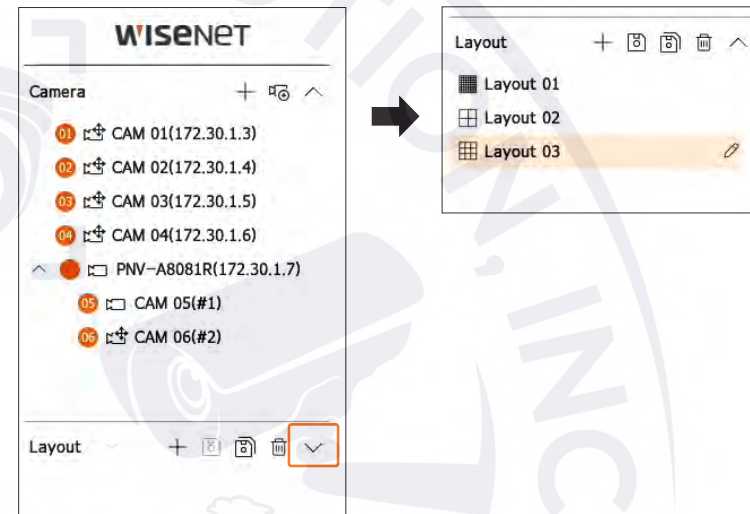 WISENET
Camera
01 CAM 01(172.30.1.3)
02 CAM 02(172.30.1.4)
03 CAM 03(172.30.1.5)
04 CAM 04(172.30.1.6)
PNV-A8081R(172.30.1.7)
05 CAM 05(#1)
06 CAM 06(#2)
Layout
Layout
Layout 01
Layout 02
Layout 03